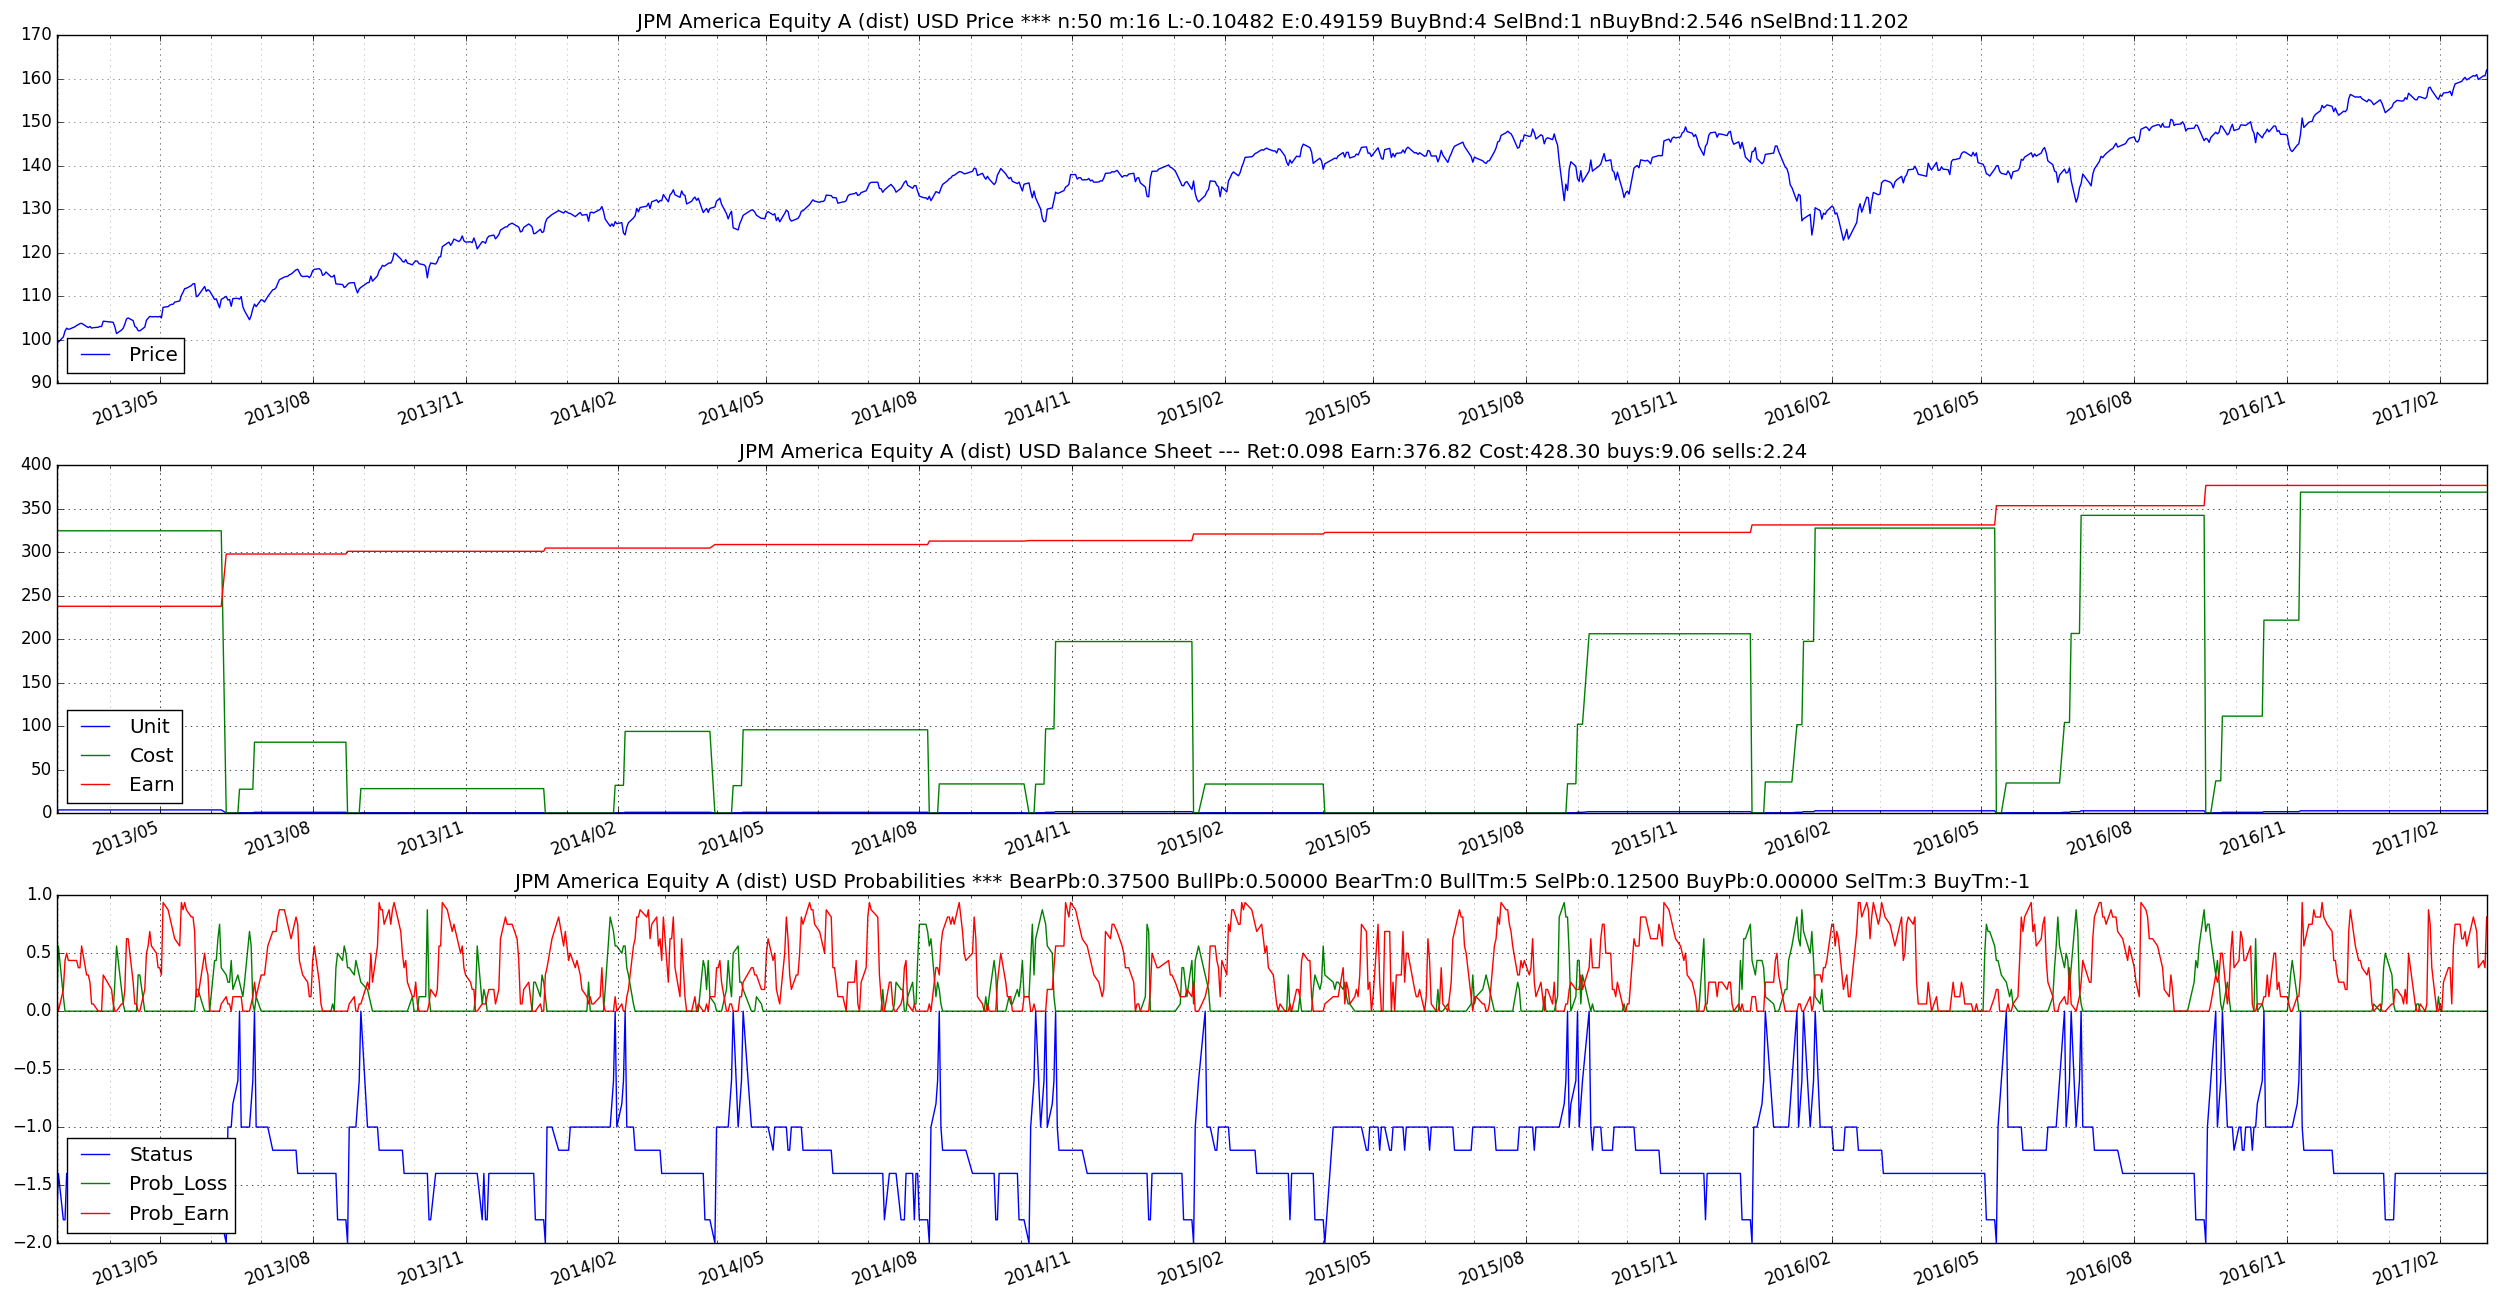 JPM America Equity A (dist) USD Price *** n:50 m:16 L:-0.10482 E:0.49159 BuyBnd:4 SelBnd:1 nBuyBnd:2.546 nSelBnd:11.202
170
160
150
140
130
120
110
100
90
Price
2013/05 2013/08 2013/11 2014/02 2014/05 2014/08 2014/11 2015/02 2015/05 2015/08 2015/11 2016/02 2016/05 2016/08 2016/11 2017/02
JPM America Equity A (dist) USD Balance Sheet --- Ret:0.098 Earn:376.82 Cost:428.30 buys:9.06 sells:2.24
400
350
300
250
200
150
100
50
0
Unit
Cost
Earn
2013/05 2013/08 2013/11 2014/02 2014/05 2014/08 2014/11 2015/02 2015/05 2015/08 2015/11 2016/02 2016/05 2016/08 2016/11 2017/02
JPM America Equity A (dist) USD Probabilities *** BearPb:0.37500 BullPb:0.50000 BearTm:0 BullTm:5 SelPb:0.12500 BuyPb:0.00000 SelTm:3 BuyTm:-1
1.0
0.5
0.0
−0.5
−1.0
−1.5
−2.0
Status
Prob_Loss
Prob_Earn
2013/05 2013/08 2013/11 2014/02 2014/05 2014/08 2014/11 2015/02 2015/05 2015/08 2015/11 2016/02 2016/05 2016/08 2016/11 2017/02